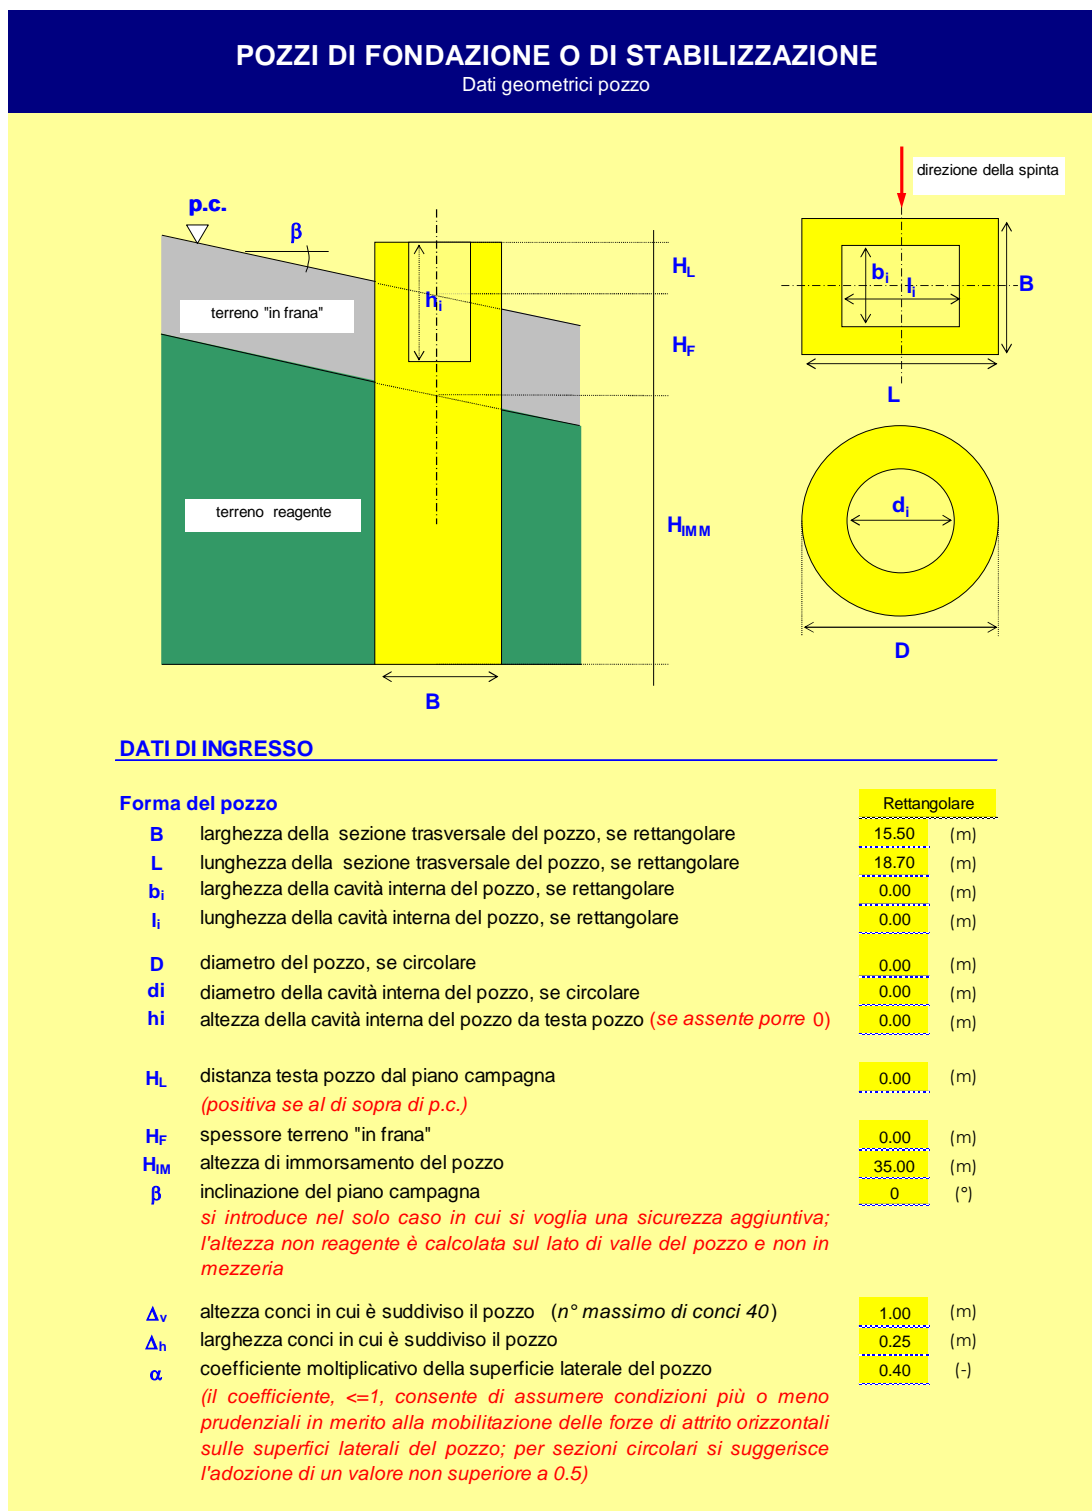 POZZI DI FONDAZIONE O DI STABILIZZAZIONE
Dati geometrici pozzo
direzione della spinta
p.c.
β
HL
bi
li
B
hi
terreno "in frana"
HF
L
di
terreno reagente
HIMM
D
B
DATI DI INGRESSO
Forma del pozzo Rettangolare
B larghezza della sezione trasversale del pozzo, se rettangolare 15.50 (m)
L lunghezza della sezione trasversale del pozzo, se rettangolare 18.70 (m)
bi larghezza della cavità interna del pozzo, se rettangolare 0.00 (m)
li lunghezza della cavità interna del pozzo, se rettangolare 0.00 (m)
D diametro del pozzo, se circolare 0.00 (m)
di diametro della cavità interna del pozzo, se circolare 0.00 (m)
hi altezza della cavità interna del pozzo da testa pozzo (se assente porre 0) 0.00 (m)
HL distanza testa pozzo dal piano campagna 0.00 (m)
(positiva se al di sopra di p.c.)
HF spessore terreno "in frana" 0.00 (m)
HIM altezza di immorsamento del pozzo 35.00 (m)
β inclinazione del piano campagna 0 (°)
si introduce nel solo caso in cui si voglia una sicurezza aggiuntiva;
l'altezza non reagente è calcolata sul lato di valle del pozzo e non in
mezzeria
Δv altezza conci in cui è suddiviso il pozzo (n° massimo di conci 40) 1.00 (m)
Δh larghezza conci in cui è suddiviso il pozzo 0.25 (m)
α coefficiente moltiplicativo della superficie laterale del pozzo 0.40 (-)
(il coefficiente, <=1, consente di assumere condizioni più o meno
prudenziali in merito alla mobilitazione delle forze di attrito orizzontali
sulle superfici laterali del pozzo; per sezioni circolari si suggerisce
l'adozione di un valore non superiore a 0.5)